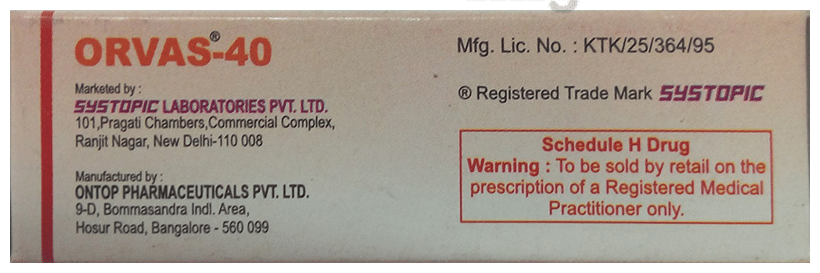 ORVAS®-40
Marketed by :
SYSTOPIC LABORATORIES PVT. LTD.
101,Pragati Chambers,Commercial Complex,
Ranjit Nagar, New Delhi-110 008
Manufactured by :
ONTOP PHARMACEUTICALS PVT. LTD.
9-D, Bommasandra Indl. Area,
Hosur Road, Bangalore - 560 099
Mfg. Lic. No. : KTK/25/364/95
® Registered Trade Mark SYSTOPIC
Schedule H Drug
Warning : To be sold by retail on the
prescription of a Registered Medical
Practitioner only.